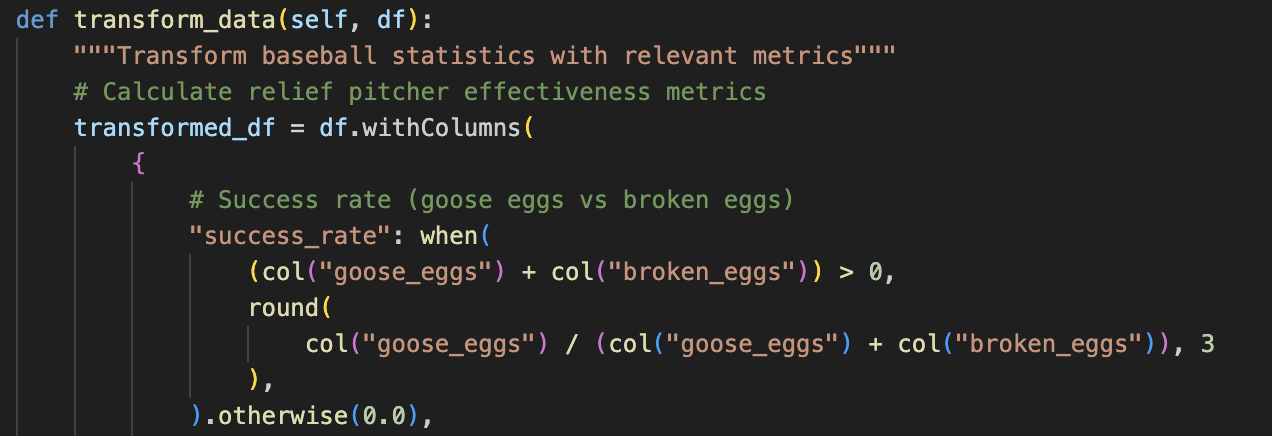 def transform_data(self, df):
"""Transform baseball statistics with relevant metrics"""
# Calculate relief pitcher effectiveness metrics
transformed_df = df.withColumns(
{
# Success rate (goose eggs vs broken eggs)
"success_rate": when(
(col("goose_eggs") + col("broken_eggs")) > 0,
round(
col("goose_eggs") / (col("goose_eggs") + col("broken_eggs")), 3
),
).otherwise(0.0),